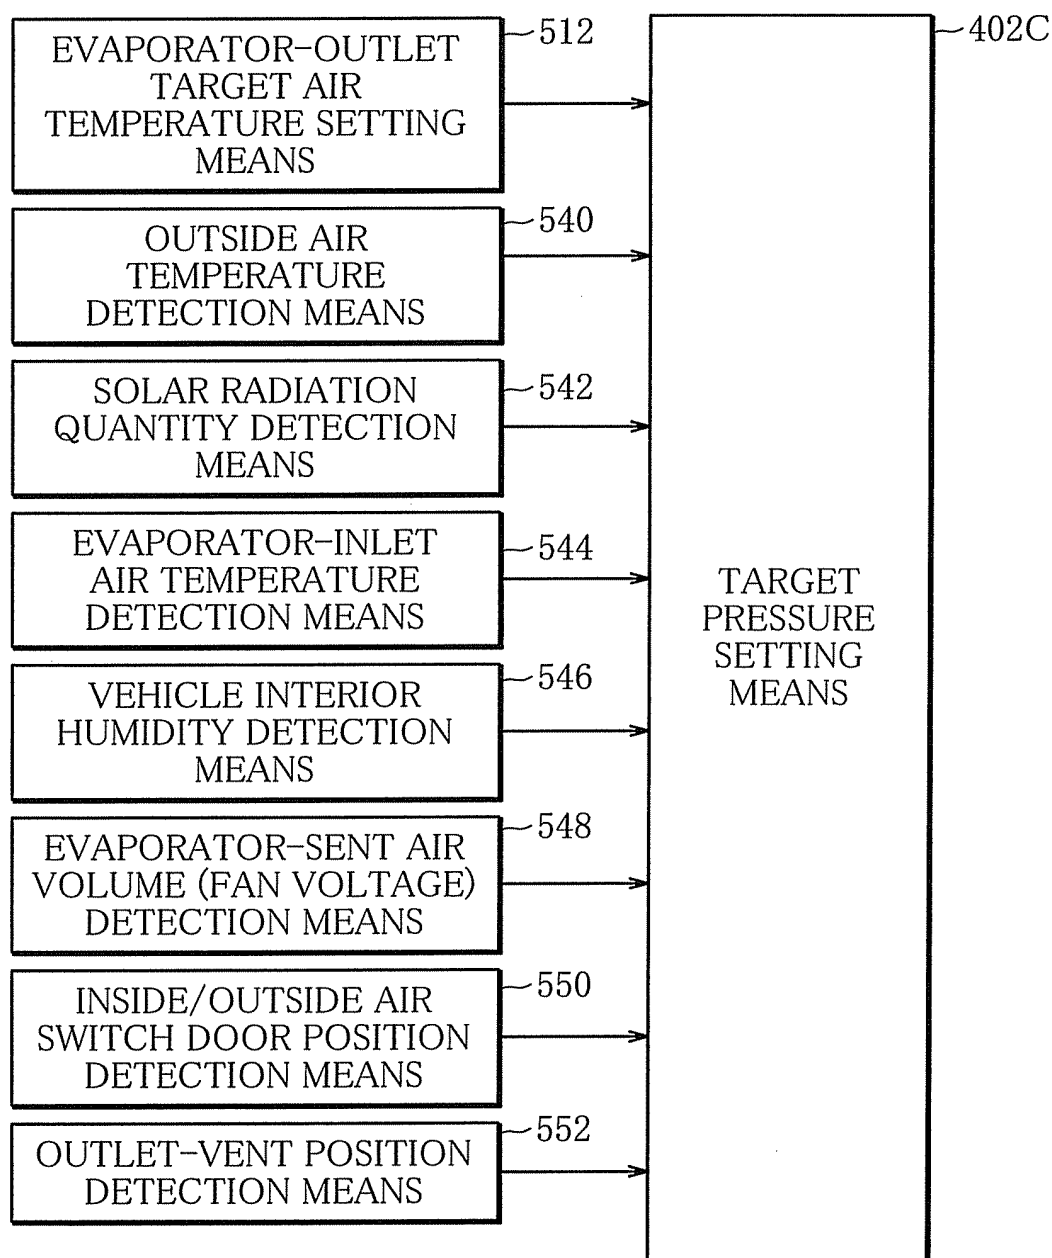 EVAPORATOR-OUTLET
TARGET AIR
TEMPERATURE SETTING
MEANS
512
OUTSIDE AIR
TEMPERATURE
DETECTION MEANS
540
SOLAR RADIATION
QUANTITY DETECTION
MEANS
542
EVAPORATOR-INLET
AIR TEMPERATURE
DETECTION MEANS
544
VEHICLE INTERIOR
HUMIDITY DETECTION
MEANS
546
EVAPORATOR-SENT AIR
VOLUME (FAN VOLTAGE)
DETECTION MEANS
548
INSIDE/OUTSIDE AIR
SWITCH DOOR POSITION
DETECTION MEANS
550
OUTLET-VENT POSITION
DETECTION MEANS
552
402C
TARGET
PRESSURE
SETTING
MEANS